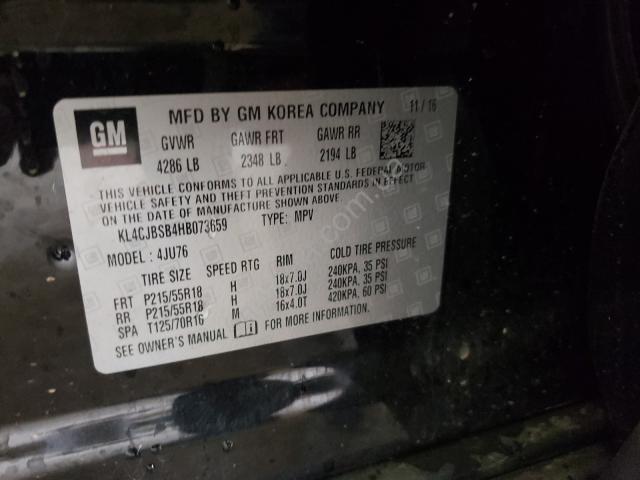 GM
MFD BY GM KOREA COMPANY 11/16
GVWR GAWR FRT GAWR RR
4286 LB 2348 LB 2194 LB
THIS VEHICLE CONFORMS TO ALL APPLICABLE U.S. FEDERAL MOTOR
VEHICLE SAFETY AND THEFT PREVENTION STANDARDS IN EFFECT
ON THE DATE OF MANUFACTURE SHOWN ABOVE
KL4CJBSB4HB073659 TYPE: MPV
MODEL: 4JU76
TIRE SIZE SPEED RTG RIM COLD TIRE PRESSURE
FRT P215/55R18 H 18x7.0J 240KPA, 35 PSI
RR P215/55R18 H 18x7.0J 240KPA, 35 PSI
SPA T125/70R16 M 16x4.0T 420KPA, 60 PSI
SEE OWNER'S MANUAL FOR MORE INFORMATION.